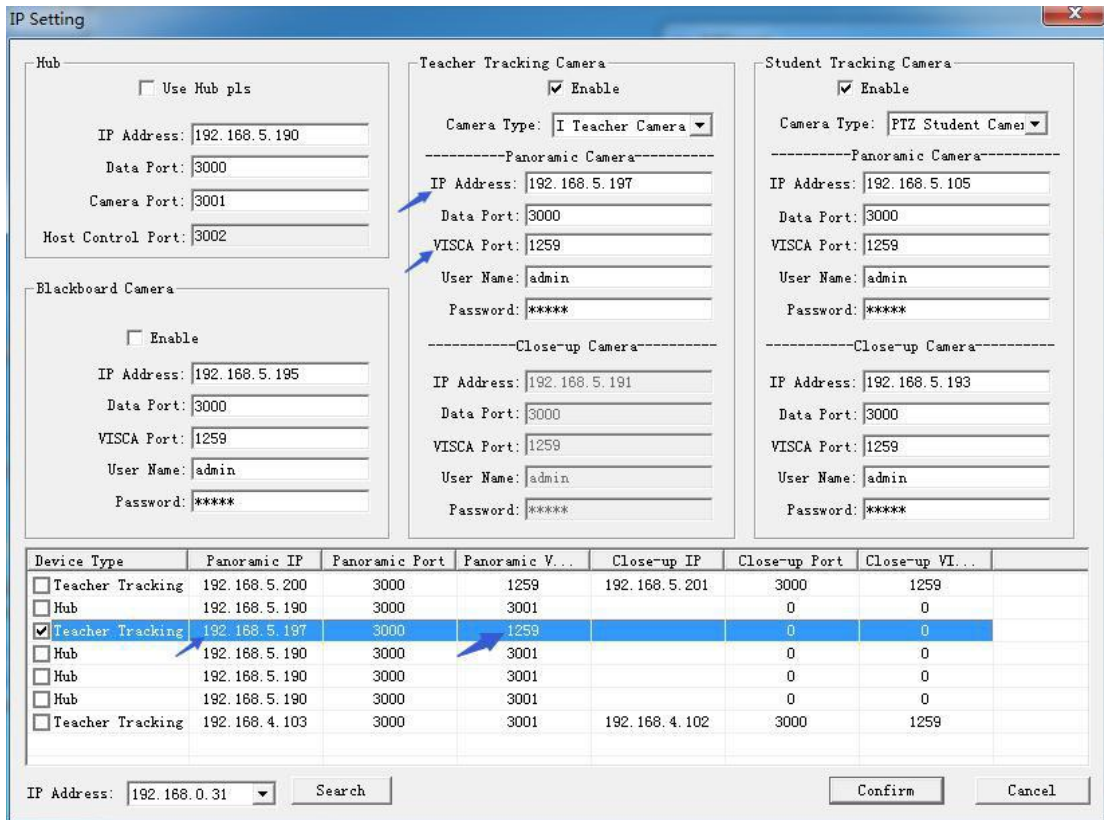 IP Setting
Hub
Use Hub pls
IP Address: 192.168.5.190
Data Port: 3000
Camera Port: 3001
Host Control Port: 3002
Blackboard Camera
Enable
IP Address: 192.168.5.195
Data Port: 3000
VISCA Port: 1259
User Name: admin
Password: *****
Teacher Tracking Camera
Enable
Camera Type: I Teacher Camera
----------Panoramic Camera----------
IP Address: 192.168.5.197
Data Port: 3000
VISCA Port: 1259
User Name: admin
Password: *****
-----------Close-up Camera----------
IP Address: 192.168.5.191
Data Port: 3000
VISCA Port: 1259
User Name: admin
Password: *****
Student Tracking Camera
Enable
Camera Type: PTZ Student Camer
----------Panoramic Camera----------
IP Address: 192.168.5.105
Data Port: 3000
VISCA Port: 1259
User Name: admin
Password: *****
-----------Close-up Camera----------
IP Address: 192.168.5.193
Data Port: 3000
VISCA Port: 1259
User Name: admin
Password: *****
Device Type Panoramic IP Panoramic Port Panoramic V... Close-up IP Close-up Port Close-up VI...
Teacher Tracking 192.168.5.200 3000 1259 192.168.5.201 3000 1259
Hub 192.168.5.190 3000 3001 0 0
Teacher Tracking 192.168.5.197 3000 1259 0 0
Hub 192.168.5.190 3000 3001 0 0
Hub 192.168.5.190 3000 3001 0 0
Hub 192.168.5.190 3000 3001 0 0
Teacher Tracking 192.168.4.103 3000 3001 192.168.4.102 3000 1259
IP Address: 192.168.0.31 Search Confirm Cancel